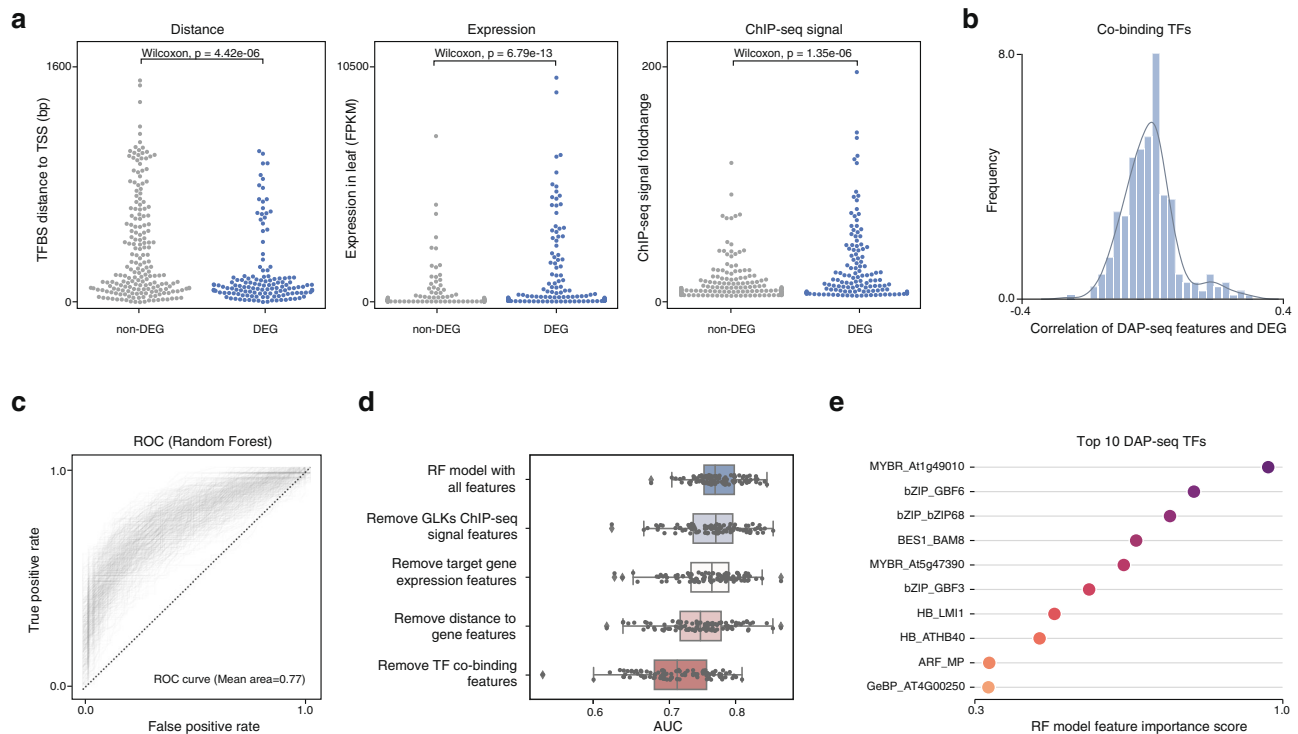 a
Distance
Wilcoxon, p = 4.42e-06
1600
0
TFBS distance to TSS (bp)
non-DEG
DEG
Expression
Wilcoxon, p = 6.79e-13
10500
0
Expression in leaf (FPKM)
non-DEG
DEG
ChIP-seq signal
Wilcoxon, p = 1.35e-06
200
0
ChIP-seq signal foldchange
non-DEG
DEG
b
Co-binding TFs
8.0
0.0
Frequency
-0.4
0.4
Correlation of DAP-seq features and DEG
c
ROC (Random Forest)
1.0
0.0
True positive rate
ROC curve (Mean area=0.77)
0.0
1.0
False positive rate
d
RF model with
all features
Remove GLKs ChIP-seq
signal features
Remove target gene
expression features
Remove distance to
gene features
Remove TF co-binding
features
0.6
0.7
0.8
AUC
e
Top 10 DAP-seq TFs
MYBR_At1g49010
bZIP_GBF6
bZIP_bZIP68
BES1_BAM8
MYBR_At5g47390
bZIP_GBF3
HB_LMI1
HB_ATHB40
ARF_MP
GeBP_AT4G00250
0.3
1.0
RF model feature importance score